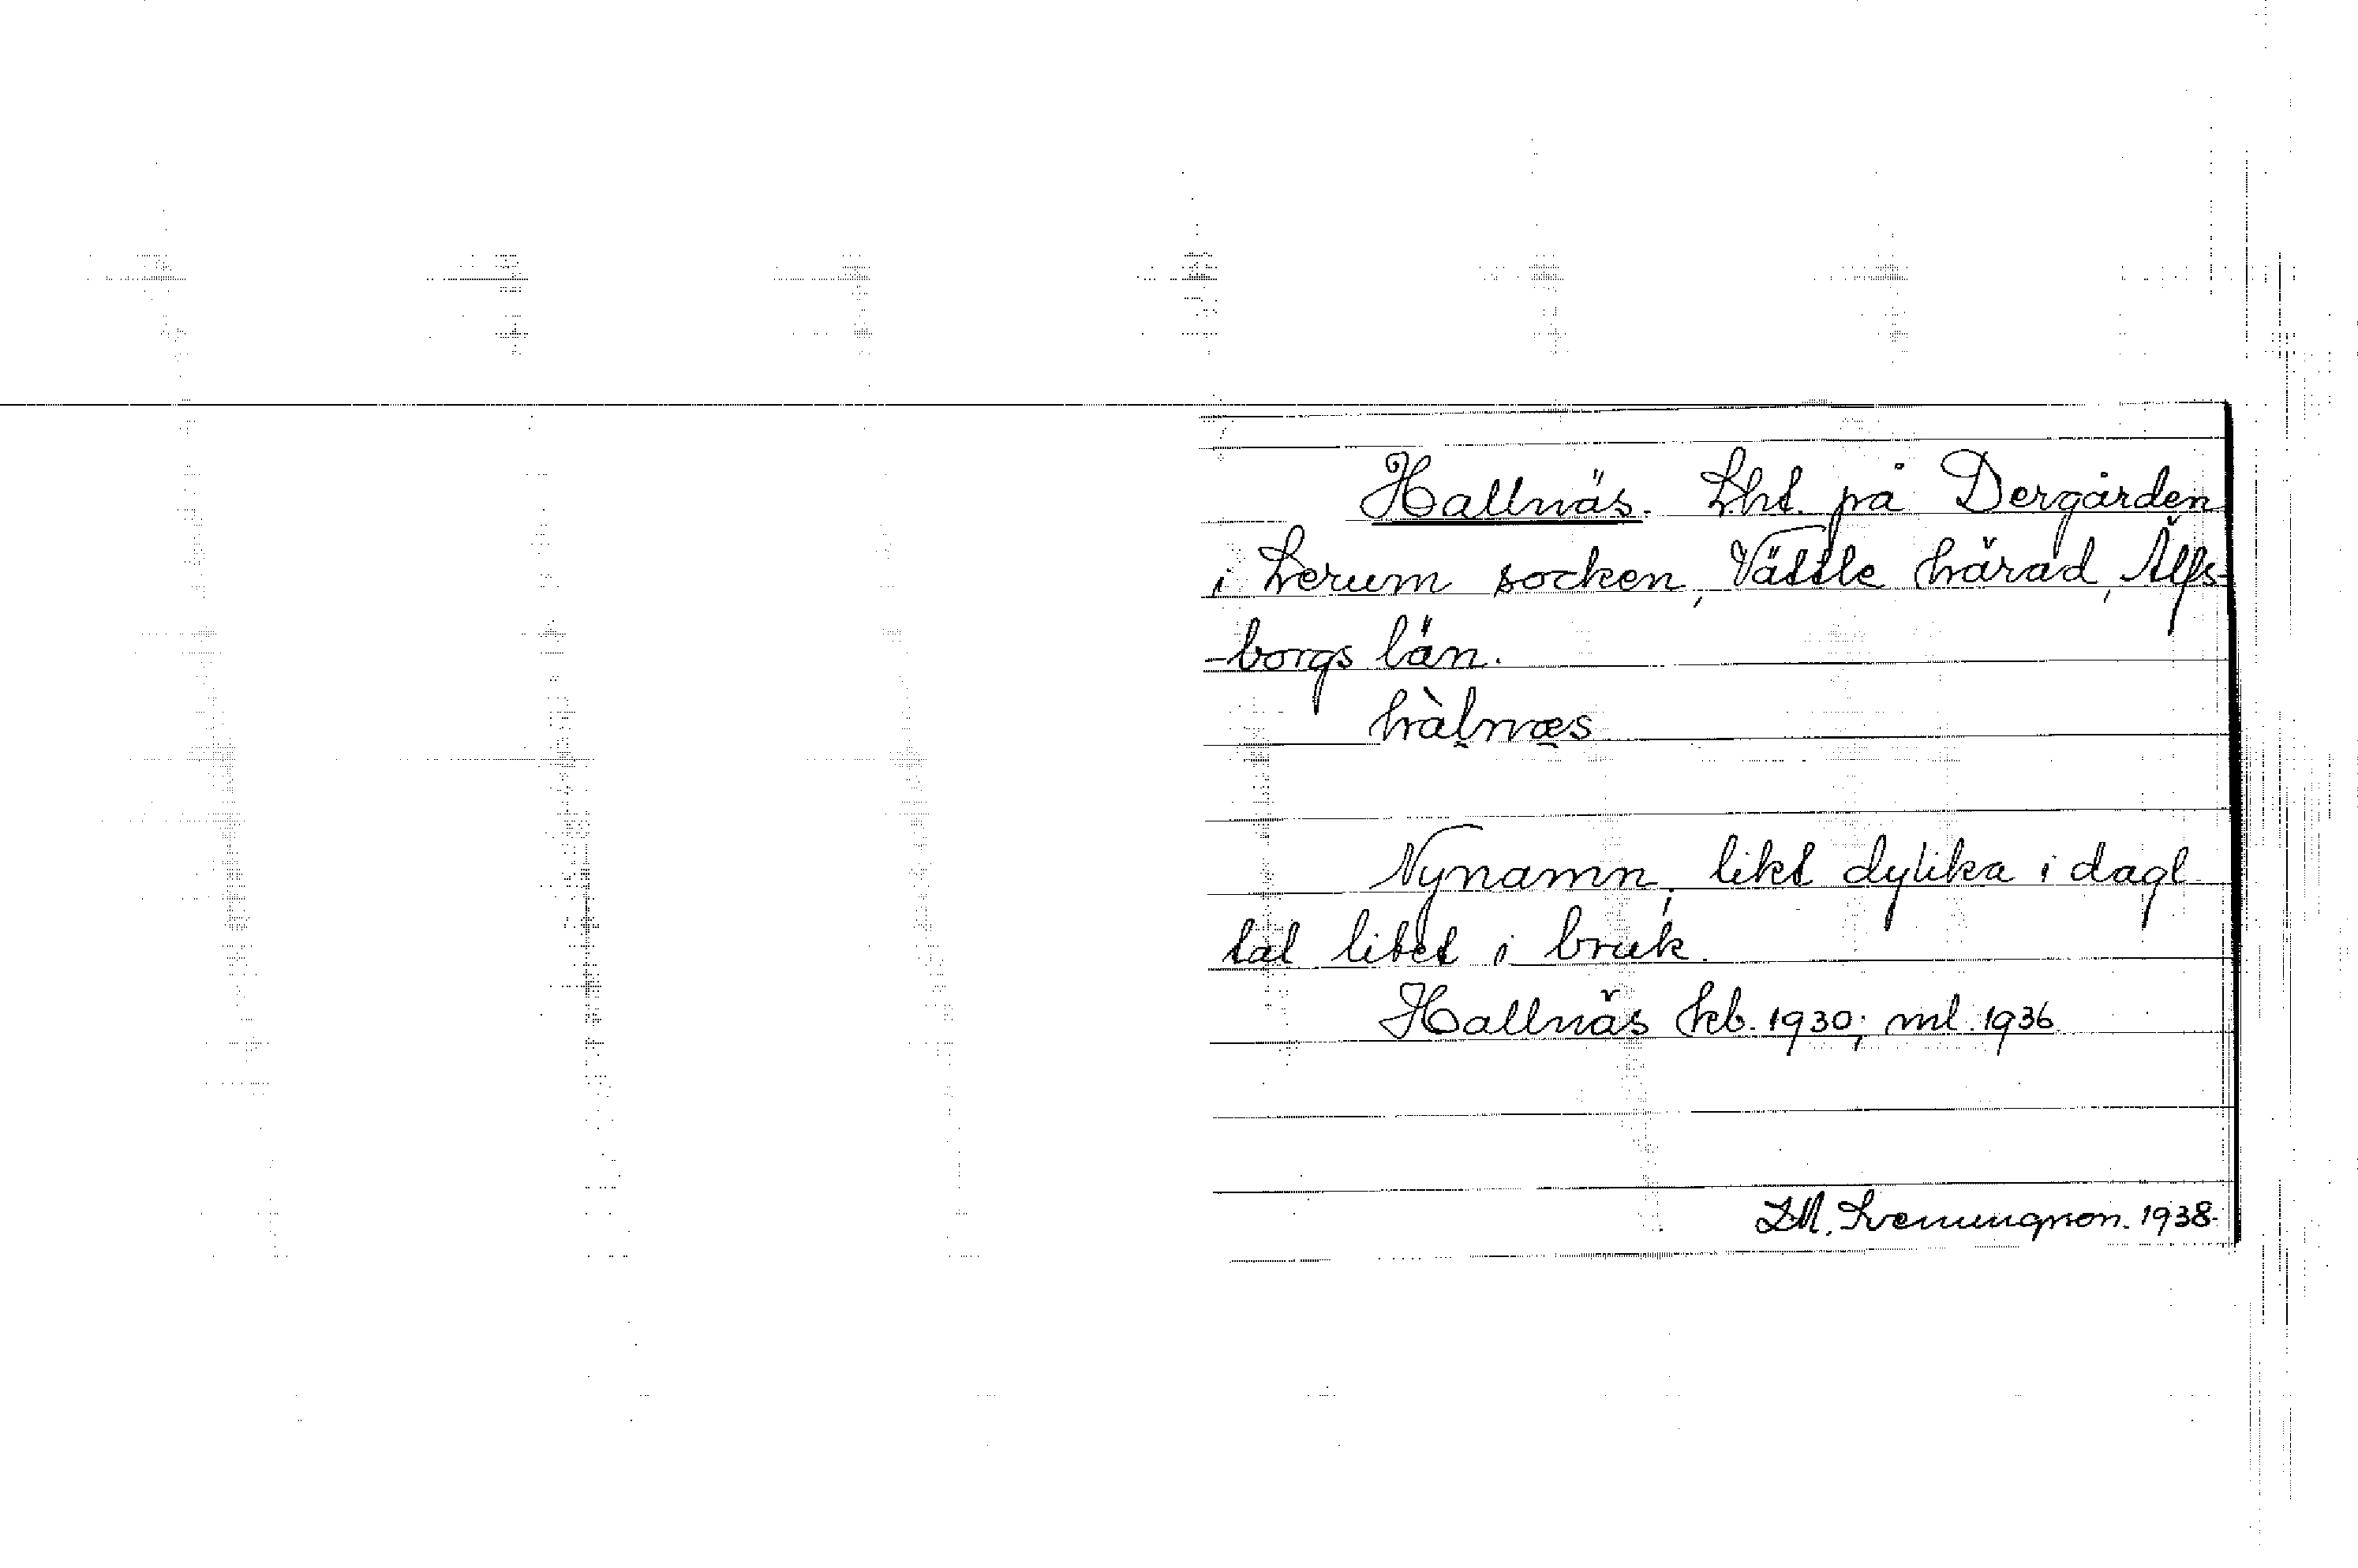 Hallnäs. Lht. på Dergården
i Lerum socken, Vättle härad, Älfs-
-borgs län.
hàlnæs
Nynamn, likt dylika i dagl.
tal litet i bruk.
Hallnäs kb. 1930; ml. 1936
1938.